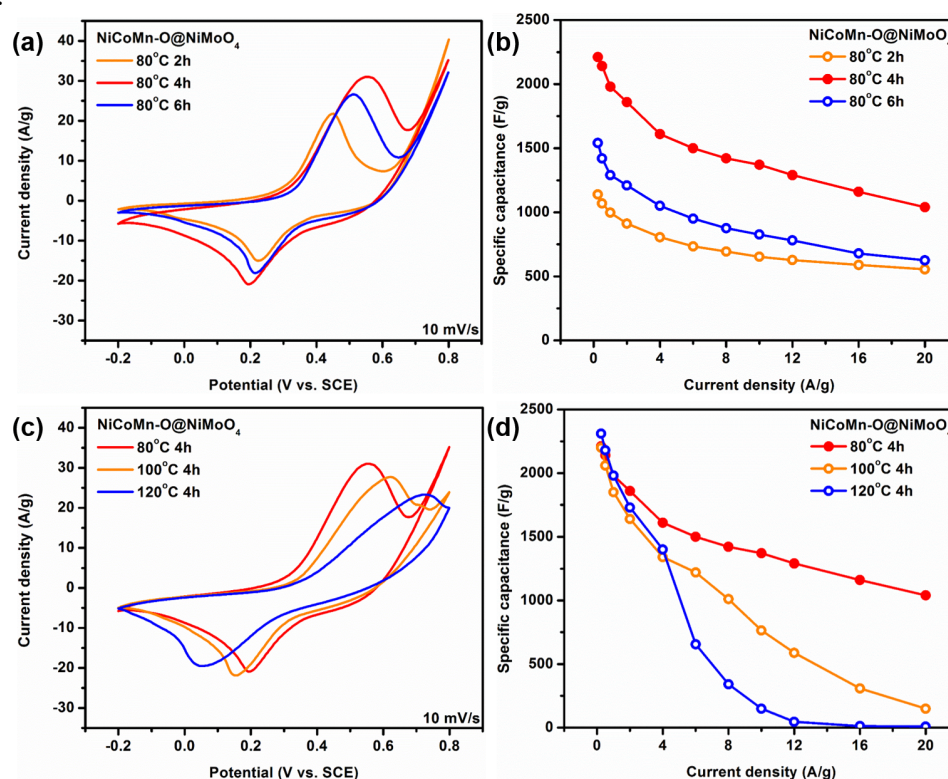 (a)
NiCoMn-O@NiMoO4
80°C 2h
80°C 4h
80°C 6h
40
30
20
10
0
-10
-20
-30
Current density (A/g)
10 mV/s
-0.2 0.0 0.2 0.4 0.6 0.8
Potential (V vs. SCE)
(b)
NiCoMn-O@NiMoO4
80°C 2h
80°C 4h
80°C 6h
2500
2000
1500
1000
500
0
Specific capacitance (F/g)
0 4 8 12 16 20
Current density (A/g)
(c)
NiCoMn-O@NiMoO4
80°C 4h
100°C 4h
120°C 4h
40
30
20
10
0
-10
-20
-30
Current density (A/g)
10 mV/s
-0.2 0.0 0.2 0.4 0.6 0.8
Potential (V vs. SCE)
(d)
NiCoMn-O@NiMoO4
80°C 4h
100°C 4h
120°C 4h
2500
2000
1500
1000
500
0
Specific capacitance (F/g)
0 4 8 12 16 20
Current density (A/g)